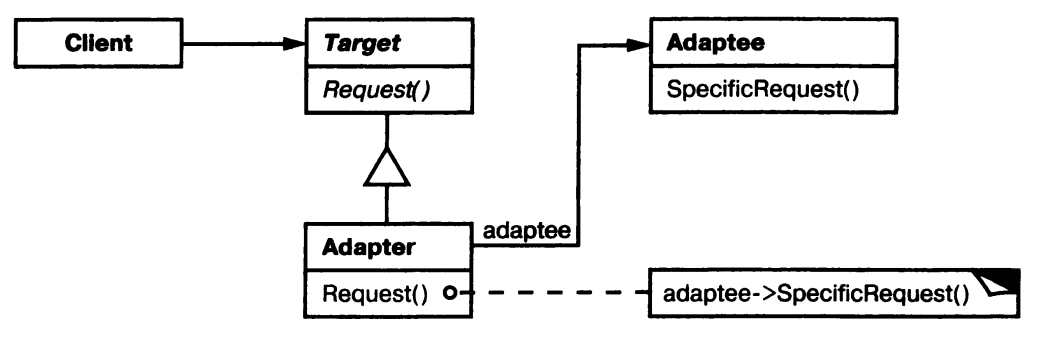 Client
Target
Request()
Adaptee
SpecificRequest()
adaptee
Adapter
Request()
adaptee->SpecificRequest()